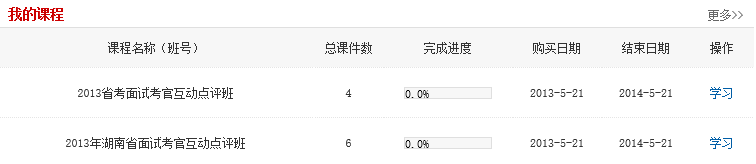 我的课程 更多>>
课程名称（班号） 总课件数 完成进度 购买日期 结束日期 操作
2013省考面试考官互动点评班 4 0.0% 2013-5-21 2014-5-21 学习
2013年湖南省面试考官互动点评班 6 0.0% 2013-5-21 2014-5-21 学习